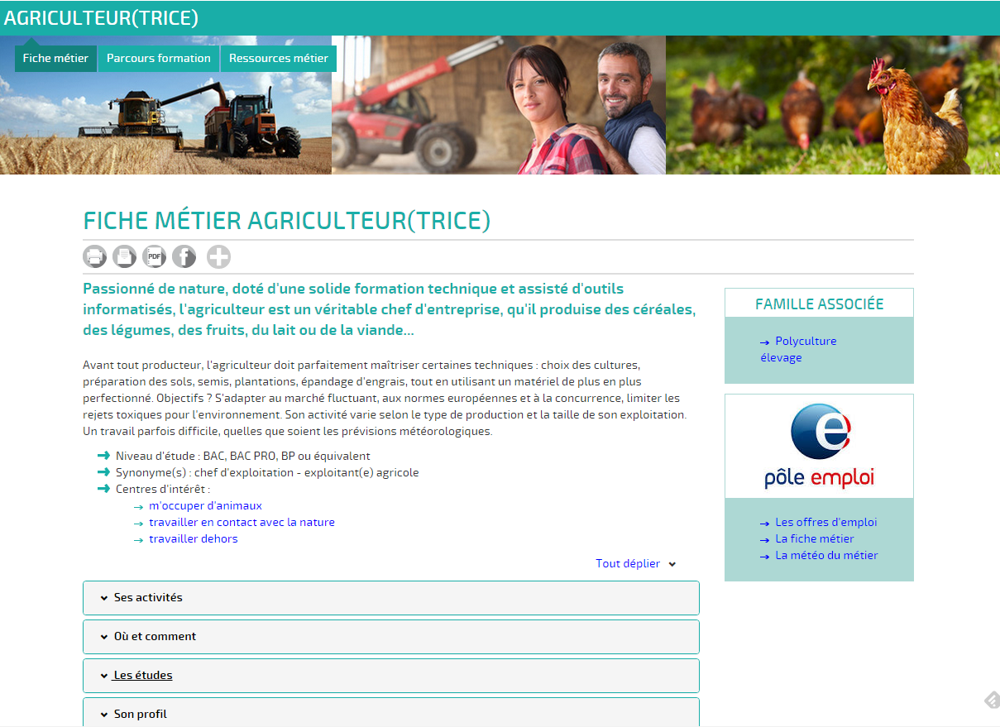 AGRICULTEUR(TRICE)
Fiche métier
Parcours formation
Ressources métier
FICHE MÉTIER AGRICULTEUR(TRICE)
PDF
f
Passionné de nature, doté d'une solide formation technique et assisté d'outils
informatisés, l'agriculteur est un véritable chef d'entreprise, qu'il produise des céréales,
des légumes, des fruits, du lait ou de la viande...
Avant tout producteur, l'agriculteur doit parfaitement maîtriser certaines techniques : choix des cultures,
préparation des sols, semis, plantations, épandage d'engrais, tout en utilisant un matériel de plus en plus
perfectionné. Objectifs ? S'adapter au marché fluctuant, aux normes européennes et à la concurrence, limiter les
rejets toxiques pour l'environnement. Son activité varie selon le type de production et la taille de son exploitation.
Un travail parfois difficile, quelles que soient les prévisions météorologiques.
Niveau d'étude : BAC, BAC PRO, BP ou équivalent
Synonyme(s) : chef d'exploitation - exploitant(e) agricole
Centres d'intérêt :
m'occuper d'animaux
travailler en contact avec la nature
travailler dehors
Tout déplier
Ses activités
Où et comment
Les études
Son profil
FAMILLE ASSOCIÉE
Polyculture
élevage
e
pôle emploi
Les offres d'emploi
La fiche métier
La météo du métier